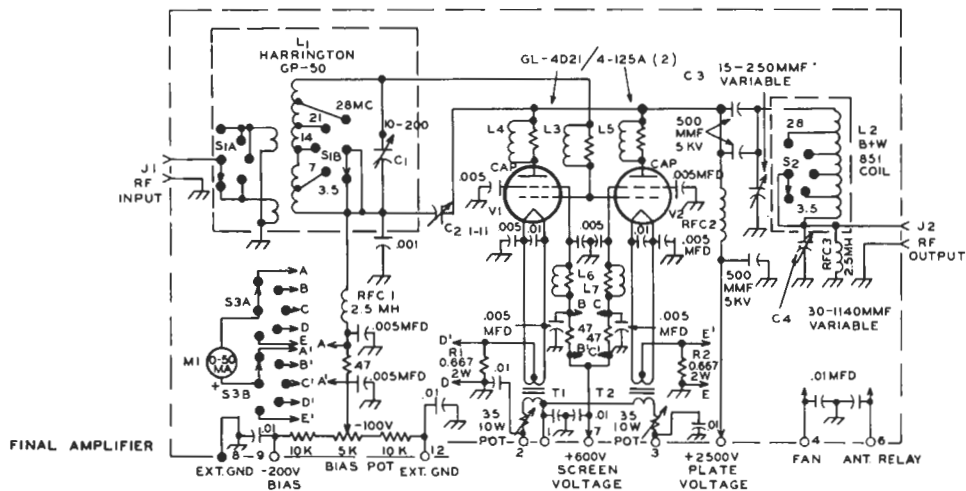 L1
HARRINGTON
GP-50
GL-4D21/4-125A (2)
C3
15-250MMF
VARIABLE
28MC
21
14
7
3.5
10-200
C1
S1A
S1B
J1
RF
INPUT
L4
L3
L5
CAP
CAP
.005
V1
V2
.005MFD
500
MMF
5KV
28
S2
3.5
L2
B+W
851
COIL
C2 1-11
.001
.005
.01
.005
.005
.01
.005
MFD
RFC2
J2
RF
OUTPUT
RFC3
2.5MH
C4
30-1140MMF
VARIABLE
500
MMF
5KV
L6
L7
B
C
47
47
B'
C'
.005
MFD
.005
MFD
RFC1
2.5 MH
.005MFD
A
47
A'
.005MFD
S3A
A
B
C
D
E
A'
B'
C'
D'
E'
S3B
M1
0-50
MA
+
D'
R1
0.667
2W
D
.01
E'
R2
0.667
2W
E
T1
T2
35
10W
POT
.01
35
10W
POT
.01
.01MFD
.01
-100V
.01
10K
5K
10K
FINAL AMPLIFIER
8
9
12
2
1
7
3
5
4
6
EXT.GND
-200V
BIAS
BIAS POT
EXT. GND
+600V
SCREEN
VOLTAGE
+2500V
PLATE
VOLTAGE
FAN
ANT. RELAY